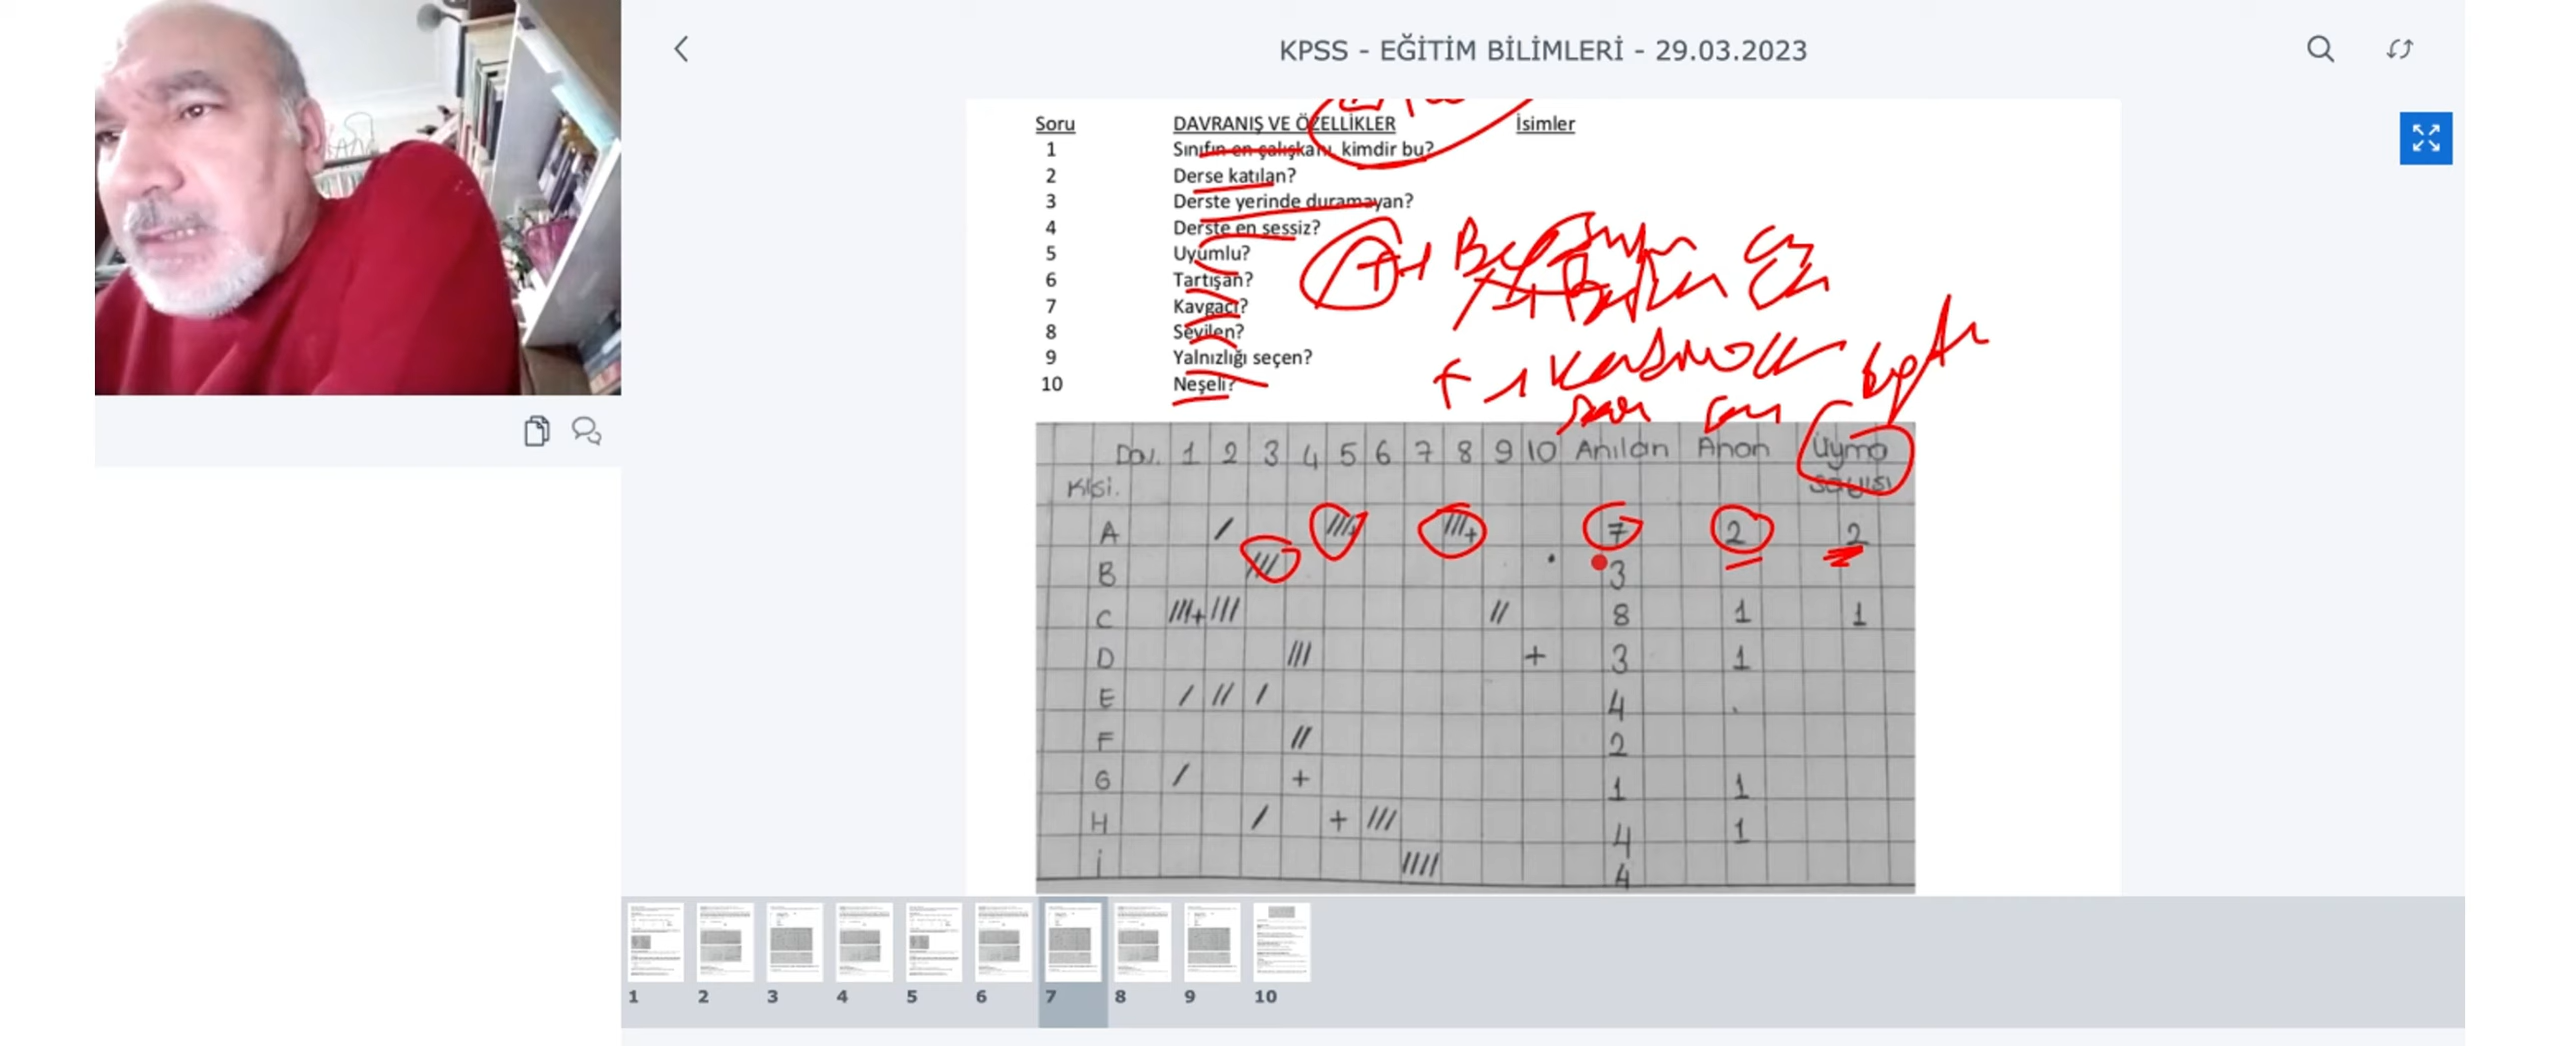 KPSS - EĞİTİM BİLİMLERİ - 29.03.2023
Soru DAVRANIŞ VE ÖZELLİKLER İsimler
1 Sınıfın en çalışkanı, kimdir bu?
2 Derse katılan?
3 Derste yerinde duramayan?
4 Derste en sessiz?
5 Uyumlu?
6 Tartışan?
7 Kavgacı?
8 Sevilen?
9 Yalnızlığı seçen?
10 Neşeli?
Dav. 1 2 3 4 5 6 7 8 9 10 Anılan Anan Uyma
Kişi. sayısı
A / ////+ ///+ 7 2 2
B /// 3
C ///+ /// // 8 1 1
D /// + 3 1
E / // / 4
F // 2
G / + 1 1
H / + /// 4 1
İ //// 4
1 2 3 4 5 6 7 8 9 10